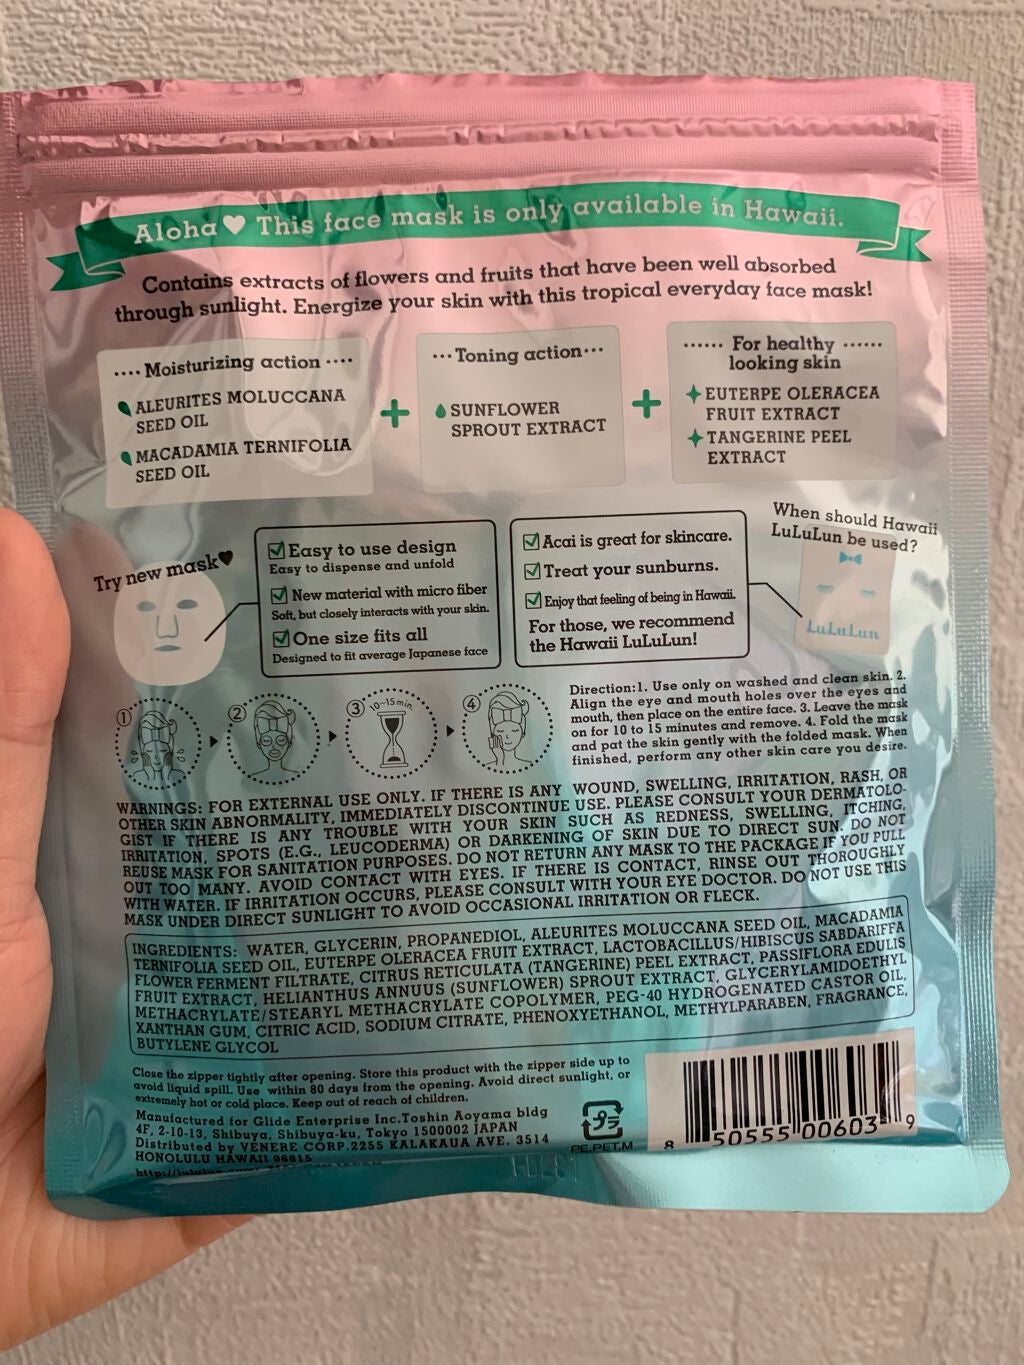 Aloha♥ This face mask is only available in Hawaii.
Contains extracts of flowers and fruits that have been well absorbed
through sunlight. Energize your skin with this tropical everyday face mask!
Moisturizing action
ALEURITES MOLUCCANA
SEED OIL
MACADAMIA TERNIFOLIA
SEED OIL
+
Toning action
SUNFLOWER
SPROUT EXTRACT
+
For healthy
looking skin
EUTERPE OLERACEA
FRUIT EXTRACT
TANGERINE PEEL
EXTRACT
Try new mask♥
Easy to use design
Easy to dispense and unfold
New material with micro fiber
Soft, but closely interacts with your skin.
One size fits all
Designed to fit average Japanese face
Acai is great for skincare.
Treat your sunburns.
Enjoy that feeling of being in Hawaii.
For those, we recommend
the Hawaii LuLuLun!
When should Hawaii
LuLuLun be used?
LuLuLun
①
②
③
10~15min.
④
Direction:1. Use only on washed and clean skin. 2.
Align the eye and mouth holes over the eyes and
mouth, then place on the entire face. 3. Leave the mask
on for 10 to 15 minutes and remove. 4. Fold the mask
and pat the skin gently with the folded mask. When
finished, perform any other skin care you desire.
WARNINGS: FOR EXTERNAL USE ONLY. IF THERE IS ANY WOUND, SWELLING, IRRITATION, RASH, OR
OTHER SKIN ABNORMALITY, IMMEDIATELY DISCONTINUE USE. PLEASE CONSULT YOUR DERMATOLO-
GIST IF THERE IS ANY TROUBLE WITH YOUR SKIN SUCH AS REDNESS, SWELLING, ITCHING,
IRRITATION, SPOTS (E.G., LEUCODERMA) OR DARKENING OF SKIN DUE TO DIRECT SUN. DO NOT
REUSE MASK FOR SANITATION PURPOSES. DO NOT RETURN ANY MASK TO THE PACKAGE IF YOU PULL
OUT TOO MANY. AVOID CONTACT WITH EYES. IF THERE IS CONTACT, RINSE OUT THOROUGHLY
WITH WATER. IF IRRITATION OCCURS, PLEASE CONSULT WITH YOUR EYE DOCTOR. DO NOT USE THIS
MASK UNDER DIRECT SUNLIGHT TO AVOID OCCASIONAL IRRITATION OR FLECK.
INGREDIENTS: WATER, GLYCERIN, PROPANEDIOL, ALEURITES MOLUCCANA SEED OIL, MACADAMIA
TERNIFOLIA SEED OIL, EUTERPE OLERACEA FRUIT EXTRACT, LACTOBACILLUS/HIBISCUS SABDARIFFA
FLOWER FERMENT FILTRATE, CITRUS RETICULATA (TANGERINE) PEEL EXTRACT, PASSIFLORA EDULIS
FRUIT EXTRACT, HELIANTHUS ANNUUS (SUNFLOWER) SPROUT EXTRACT, GLYCERYLAMIDOETHYL
METHACRYLATE/STEARYL METHACRYLATE COPOLYMER, PEG-40 HYDROGENATED CASTOR OIL,
XANTHAN GUM, CITRIC ACID, SODIUM CITRATE, PHENOXYETHANOL, METHYLPARABEN, FRAGRANCE,
BUTYLENE GLYCOL
Close the zipper tightly after opening. Store this product with the zipper side up to
avoid liquid spill. Use within 80 days from the opening. Avoid direct sunlight, or
extremely hot or cold place. Keep out of reach of children.
Manufactured for Glide Enterprise Inc.Toshin Aoyama bldg
4F, 2-10-13, Shibuya, Shibuya-ku, Tokyo 1500002 JAPAN
Distributed by VENERE CORP.2255 KALAKAUA AVE. 3514
HONOLULU HAWAII 96815
プラ
PE,PET,M
8 50555 00603 9